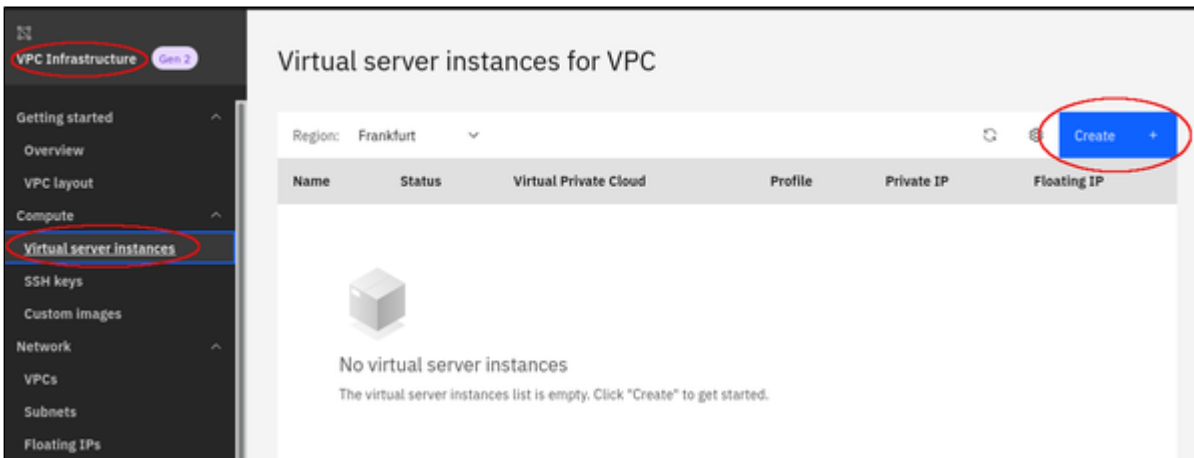 VPC Infrastructure Gen 2
Getting started
Overview
VPC layout
Compute
Virtual server instances
SSH keys
Custom images
Network
VPCs
Subnets
Floating IPs
Virtual server instances for VPC
Region: Frankfurt Create +
Name Status Virtual Private Cloud Profile Private IP Floating IP
No virtual server instances
The virtual server instances list is empty. Click "Create" to get started.